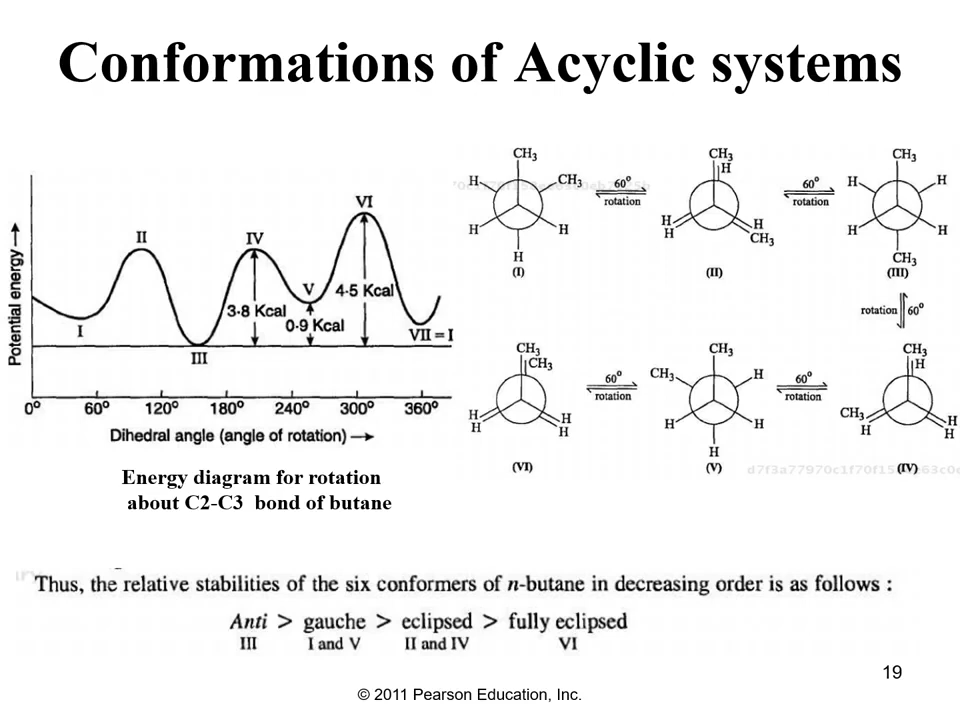 Conformations of Acyclic systems
Potential energy→
I
II
III
IV
V
VI
VII = I
3·8 Kcal
0·9 Kcal
4·5 Kcal
0° 60° 120° 180° 240° 300° 360°
Dihedral angle (angle of rotation) →
Energy diagram for rotation
about C2-C3 bond of butane
CH₃
H CH₃
H H
H
(I)
60°
rotation
CH₃
H
H H
H CH₃
(II)
60°
rotation
CH₃
H H
H H
CH₃
(III)
rotation 60°
CH₃
CH₃
H H
H H
(VI)
60°
rotation
CH₃
CH₃ H
H H
H
(V)
60°
rotation
CH₃
H
CH₃ H
H H
(IV)
Thus, the relative stabilities of the six conformers of n-butane in decreasing order is as follows :
Anti > gauche > eclipsed > fully eclipsed
III I and V II and IV VI
19
© 2011 Pearson Education, Inc.